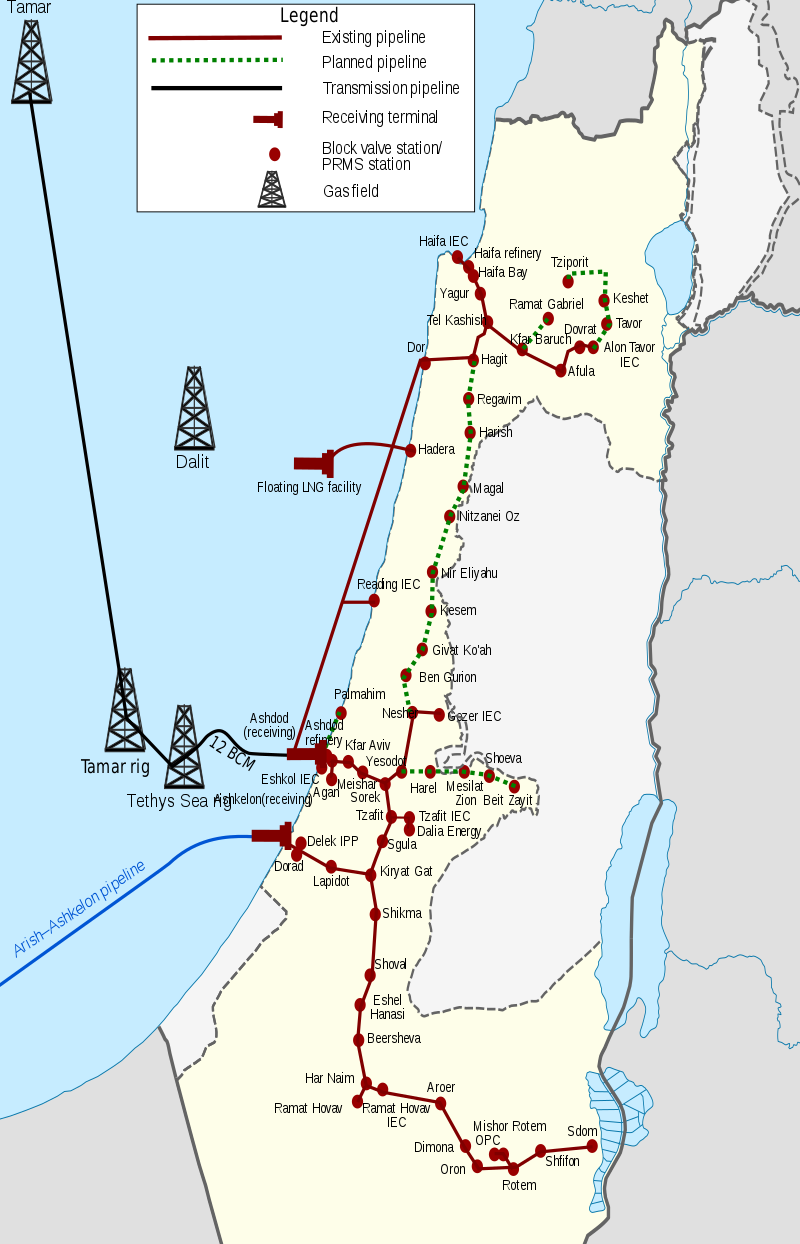 Tamar
Legend
Existing pipeline
Planned pipeline
Transmission pipeline
Receiving terminal
Block valve station/
PRMS station
Gas field
Haifa IEC
Haifa refinery
Haifa Bay
Tziporit
Yagur
Ramat Gabriel
Keshet
Tel Kashish
Tavor
Kfar Baruch
Dovrat
Dor
Hagit
Alon Tavor
IEC
Afula
Regavim
Harish
Hadera
Dalit
Floating LNG facility
Magal
Nitzanei Oz
Nir Eliyahu
Reading IEC
Kesem
Givat Ko'ah
Ben Gurion
Palmahim
Nesher
Gezer IEC
Ashdod
(receiving)
Ashdod
refinery
12 BCM
Kfar Aviv
Yesodot
Shoeva
Tamar rig
Eshkol IEC
Agan
Meishar
Sorek
Harel
Mesilat
Zion
Beit Zayit
Tethys Sea rig
Ashkelon(receiving)
Tzafit
Tzafit IEC
Dalia Energy
Delek IPP
Sgula
Dorad
Lapidot
Kiryat Gat
Arish–Ashkelon pipeline
Shikma
Shoval
Eshel
Hanasi
Beersheva
Har Naim
Ramat Hovav
Ramat Hovav
IEC
Aroer
Mishor Rotem
OPC
Sdom
Dimona
Oron
Shfifon
Rotem